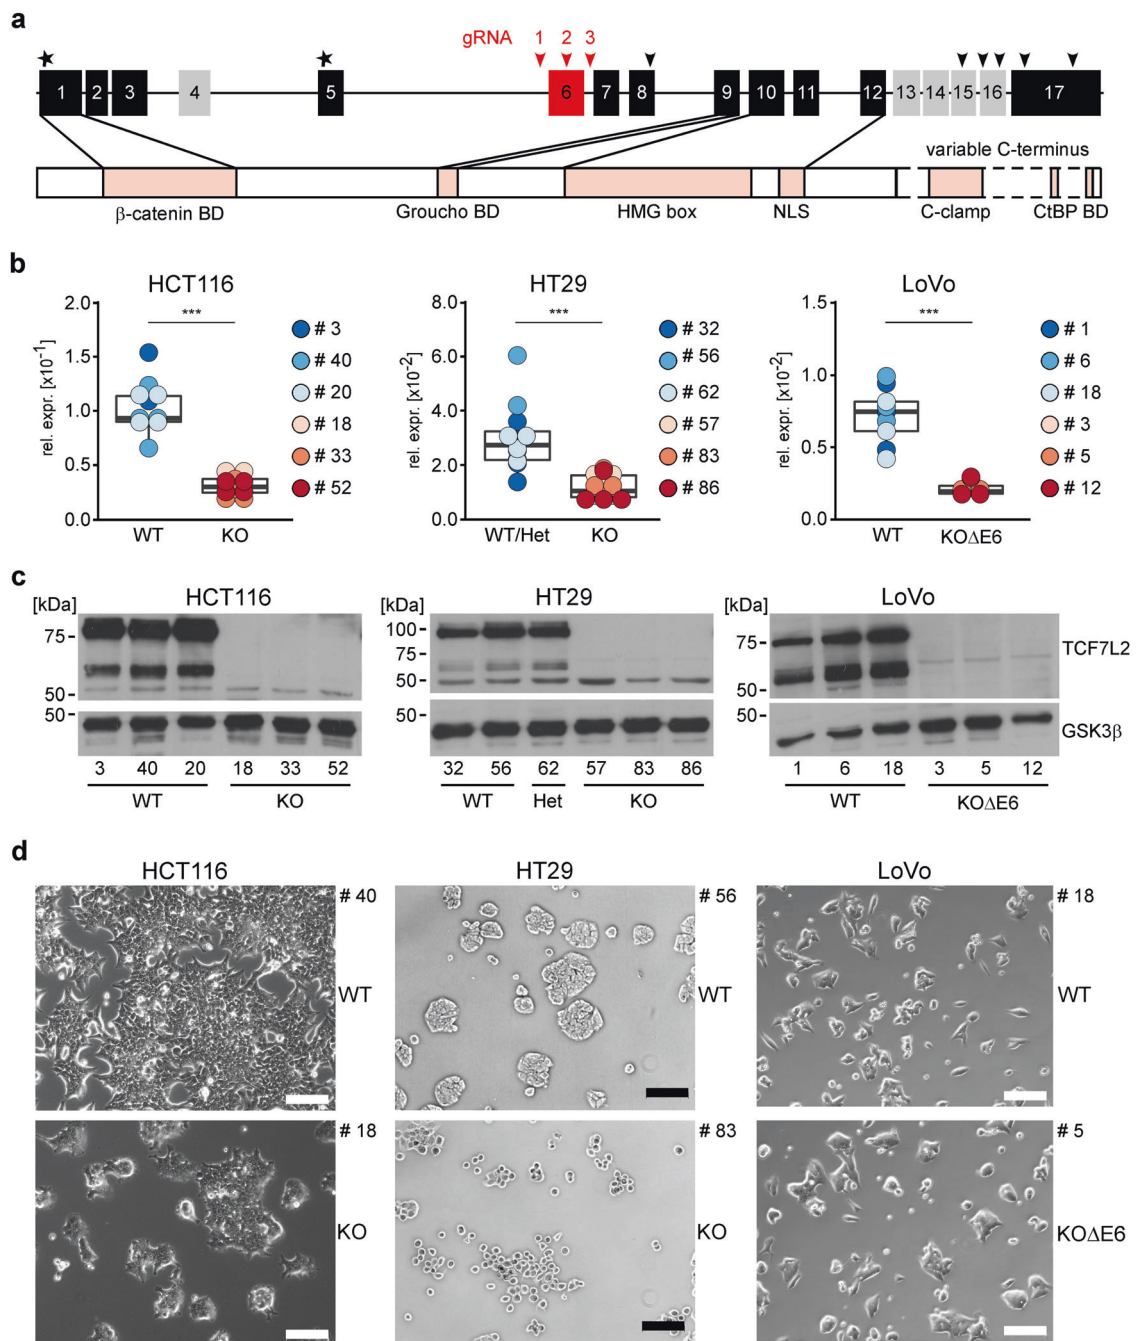 a
gRNA 1 2 3
1 2 3 4 5 6 7 8 9 10 11 12 13 14 15 16 17
variable C-terminus
β-catenin BD Groucho BD HMG box NLS C-clamp CtBP BD
b
HCT116 HT29 LoVo
rel. expr. [x10⁻¹]
2.0
1.5
1.0
0.5
0.0
***
WT KO
# 3
# 40
# 20
# 18
# 33
# 52
rel. expr. [x10⁻²]
8.0
6.0
4.0
2.0
0.0
***
WT/Het KO
# 32
# 56
# 62
# 57
# 83
# 86
rel. expr. [x10⁻²]
1.5
1.0
0.5
0.0
***
WT KOΔE6
# 1
# 6
# 18
# 3
# 5
# 12
c
HCT116 HT29 LoVo
[kDa]
75
50
50
3 40 20 18 33 52
WT KO
[kDa]
100
75
50
50
32 56 62 57 83 86
WT Het KO
[kDa]
75
50
50
TCF7L2
GSK3β
1 6 18 3 5 12
WT KOΔE6
d
HCT116 HT29 LoVo
# 40 # 56 # 18
WT WT WT
# 18 # 83 # 5
KO KO KOΔE6